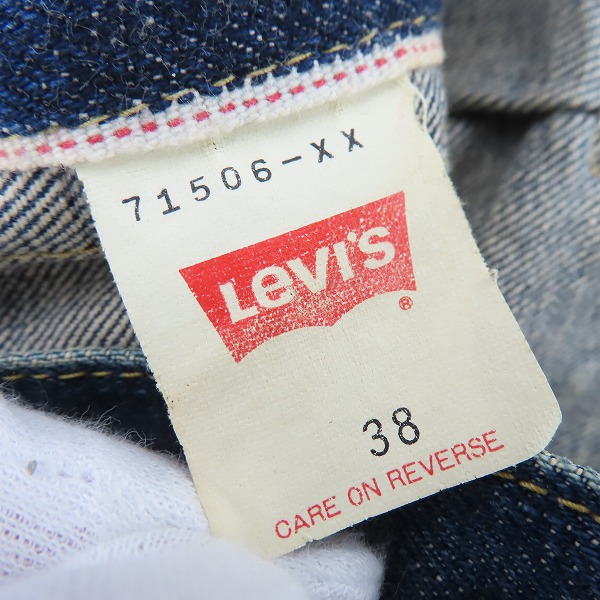 71506-XX
Levi's
®
38
CARE ON REVERSE